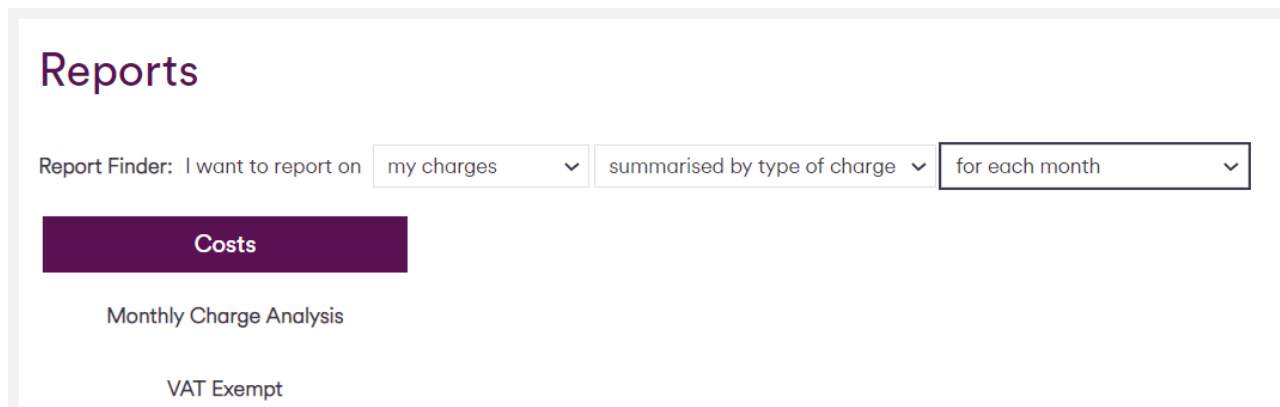 Reports
Report Finder: I want to report on my charges summarised by type of charge for each month
Costs
Monthly Charge Analysis
VAT Exempt